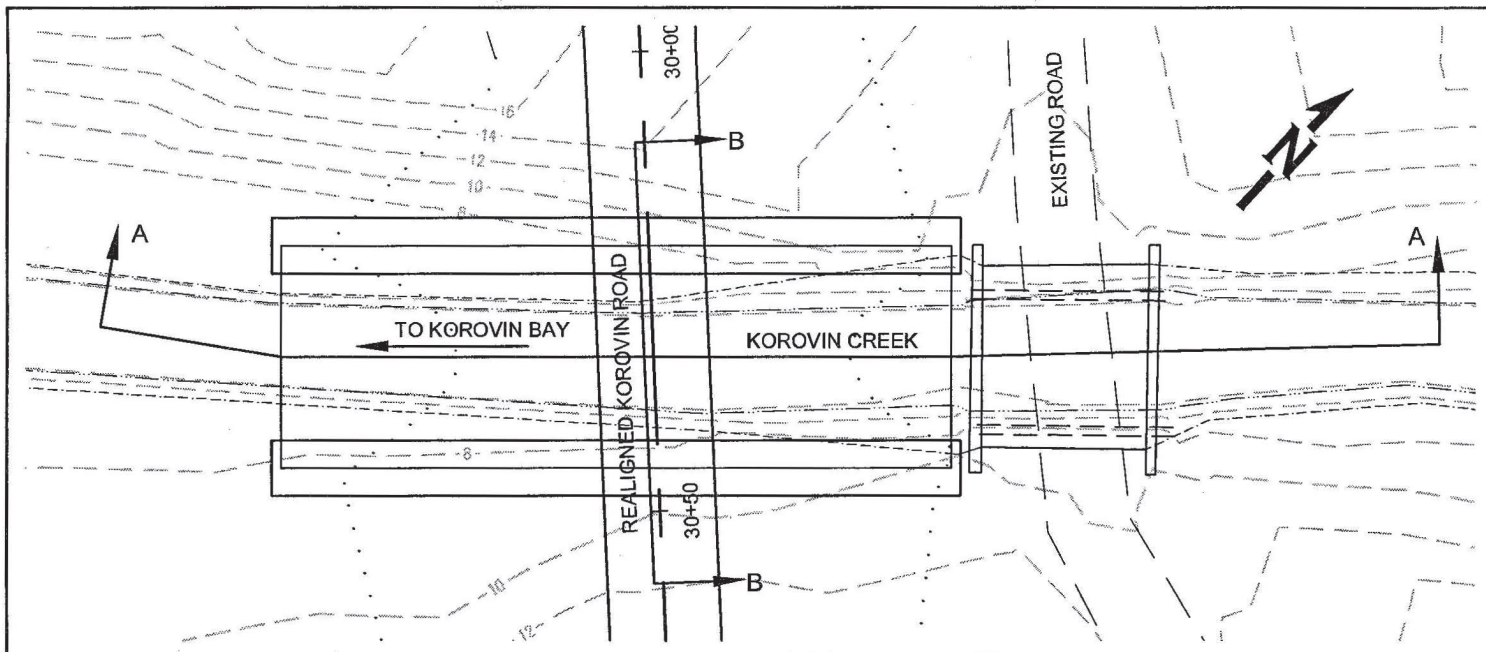 30+00
16
14
12
10
8
B
EXISTING ROAD
N
A
A
REALIGNED KOROVIN ROAD
TO KOROVIN BAY
KOROVIN CREEK
8
30+50
10
12
B